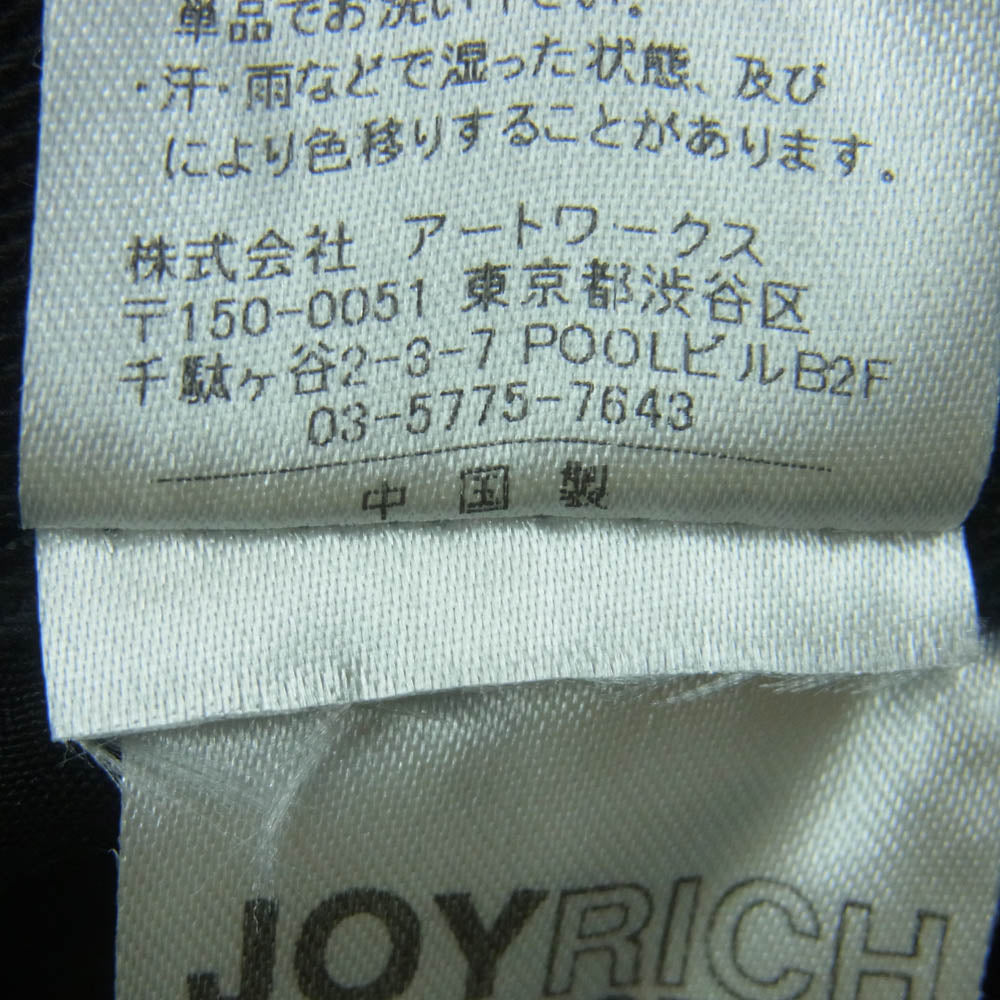 単品でお洗い下さい。
・汗・雨などで湿った状態、及び
により色移りすることがあります。
株式会社 アートワークス
〒150-0051 東京都渋谷区
千駄ヶ谷2-3-7 POOLビルB2F
03-5775-7643
中国製
JOYRICH